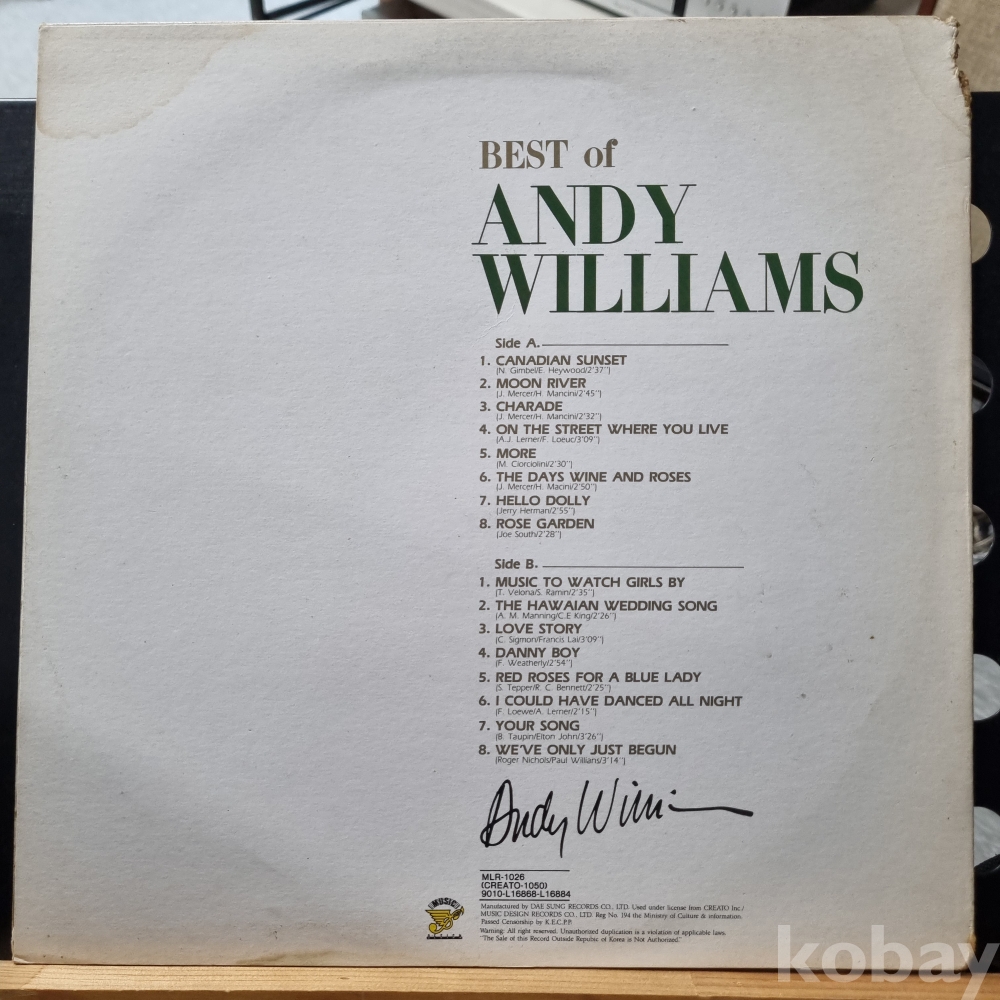 BEST of
ANDY
WILLIAMS
Side A.
1. CANADIAN SUNSET
(N. Gimbel/E. Heywood/2'37")
2. MOON RIVER
(J. Mercer/H. Mancini/2'45")
3. CHARADE
(J. Mercer/H. Mancini/2'32")
4. ON THE STREET WHERE YOU LIVE
(A.J. Lerner/F. Loeuc/3'09")
5. MORE
(M. Ciorciolini/2'30")
6. THE DAYS WINE AND ROSES
(J. Mercer/H. Macini/2'50")
7. HELLO DOLLY
(Jerry Herman/2'55")
8. ROSE GARDEN
(Joe South/2'28")
Side B.
1. MUSIC TO WATCH GIRLS BY
(T. Velona/S. Ramin/2'35")
2. THE HAWAIAN WEDDING SONG
(A. M. Manning/C.E King/2'26")
3. LOVE STORY
(C. Sigmon/Francis Lai/3'09")
4. DANNY BOY
(F. Weatherly/2'54")
5. RED ROSES FOR A BLUE LADY
(S. Tepper/R. C. Bennett/2'25")
6. I COULD HAVE DANCED ALL NIGHT
(F. Loewe/A. Lerner/2'15")
7. YOUR SONG
(B. Taupin/Elton John/3'26")
8. WE'VE ONLY JUST BEGUN
(Roger Nichols/Paul Willians/3'14")
Andy Williams
MLR-1026
(CREATO-1050)
9010-L16868-L16884
MUSIC
Manufactured by DAE SUNG RECORDS CO., LTD. Used under license from CREATO Inc./
MUSIC DESIGN RECORDS CO., LTD. Reg No. 194 the Ministry of Culture & information.
Passed Censorship by K.E.C.P.P.
Warning: All right reserved. Unauthorized duplication is a violation of applicable laws.
"The Sale of this Record Outside Repubic of Korea is Not Authorized."
kobay